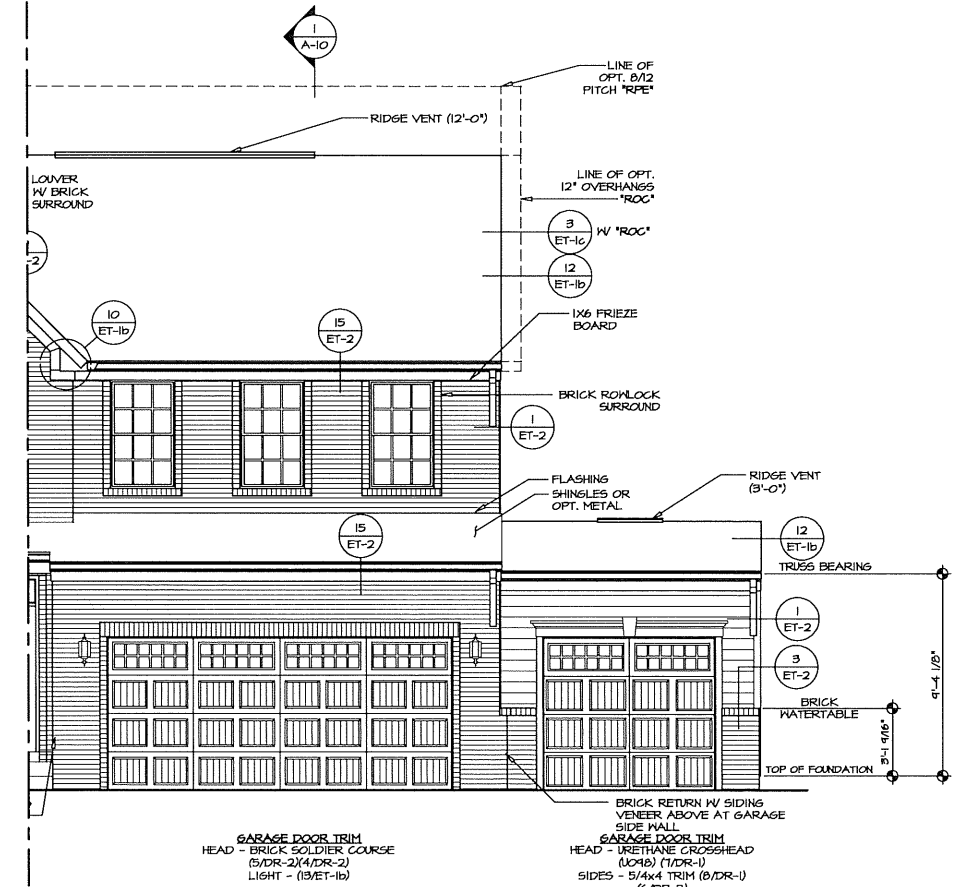 1
A-10
LINE OF
OPT. 8/12
PITCH "RPE"
RIDGE VENT (12'-0")
LOUVER
W/ BRICK
SURROUND
LINE OF OPT.
12" OVERHANGS
"ROC"
3
ET-1c
W/ "ROC"
-2
12
ET-1b
10
ET-1b
15
ET-2
1X6 FRIEZE
BOARD
BRICK ROWLOCK
SURROUND
1
ET-2
FLASHING
SHINGLES OR
OPT. METAL
RIDGE VENT
(3'-0")
15
ET-2
12
ET-1b
TRUSS BEARING
1
ET-2
3
ET-2
BRICK
WATERTABLE
9'-4 1/8"
3'-1 9/16"
TOP OF FOUNDATION
BRICK RETURN W/ SIDING
VENEER ABOVE AT GARAGE
SIDE WALL
GARAGE DOOR TRIM
HEAD - BRICK SOLDIER COURSE
(5/DR-2)(4/DR-2)
LIGHT - (13/ET-1b)
GARAGE DOOR TRIM
HEAD - URETHANE CROSSHEAD
(U098) (7/DR-1)
SIDES - 5/4x4 TRIM (8/DR-1)